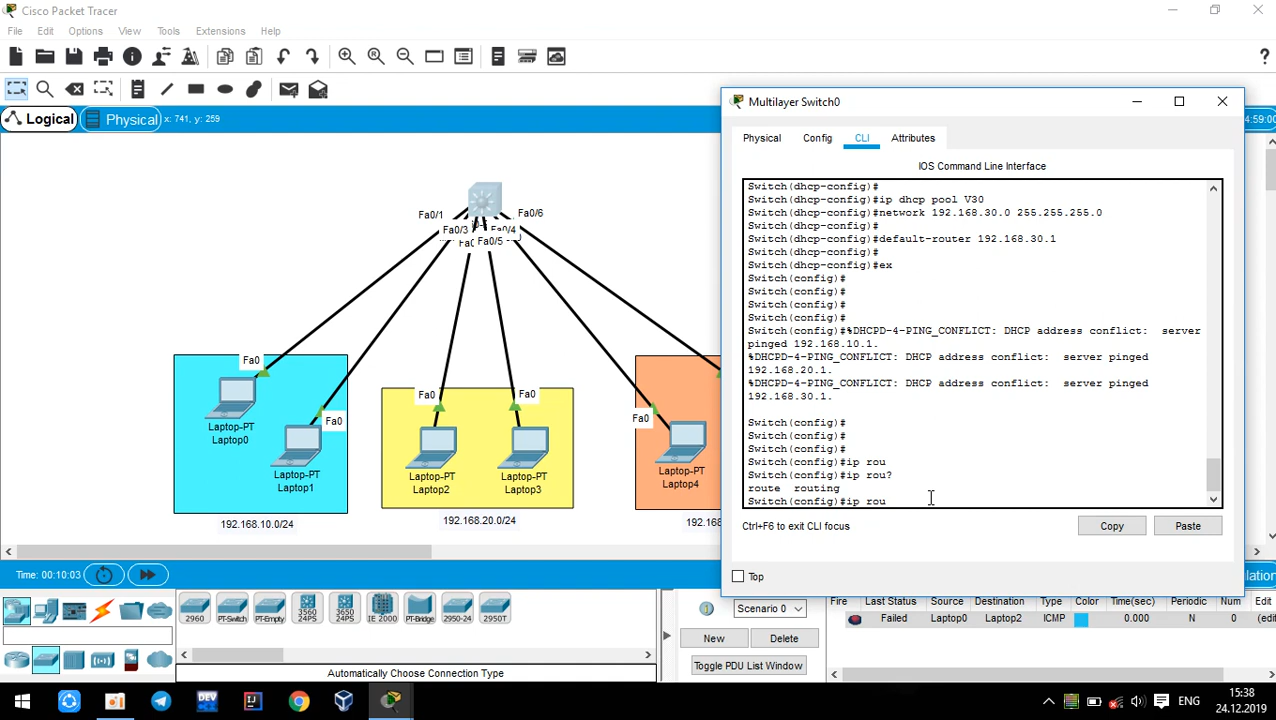 Cisco Packet Tracer
File Edit Options View Tools Extensions Help
Logical Physical x: 741, y: 259
4:59:00
Multilayer Switch0
Physical Config CLI Attributes
IOS Command Line Interface
Switch(dhcp-config)#
Switch(dhcp-config)#ip dhcp pool V30
Switch(dhcp-config)#network 192.168.30.0 255.255.255.0
Switch(dhcp-config)#
Switch(dhcp-config)#default-router 192.168.30.1
Switch(dhcp-config)#
Switch(dhcp-config)#ex
Switch(config)#
Switch(config)#
Switch(config)#
Switch(config)#
Switch(config)#%DHCPD-4-PING_CONFLICT: DHCP address conflict:  server
pinged 192.168.10.1.
%DHCPD-4-PING_CONFLICT: DHCP address conflict:  server pinged
192.168.20.1.
%DHCPD-4-PING_CONFLICT: DHCP address conflict:  server pinged
192.168.30.1.
Switch(config)#
Switch(config)#
Switch(config)#
Switch(config)#ip rou
Switch(config)#ip rou?
route  routing
Switch(config)#ip rou
Ctrl+F6 to exit CLI focus
Copy Paste
Top
Fa0/1 Fa0/6
Fa0/3 Fa0/4
Fa0/5
Fa0
Laptop-PT
Laptop0
Fa0
Laptop-PT
Laptop1
192.168.10.0/24
Fa0
Laptop-PT
Laptop2
Fa0
Laptop-PT
Laptop3
192.168.20.0/24
Fa0
Laptop-PT
Laptop4
192.168
Time: 00:10:03
2960 PT-Switch PT-Empty 3560 24PS 3650 24PS IE 2000 PT-Bridge 2950-24 2950T
Automatically Choose Connection Type
Scenario 0
New Delete
Toggle PDU List Window
Fire Last Status Source Destination Type Color Time(sec) Periodic Num Edit
Failed Laptop0 Laptop2 ICMP 0.000 N 0 (edit
ENG
15:38
24.12.2019